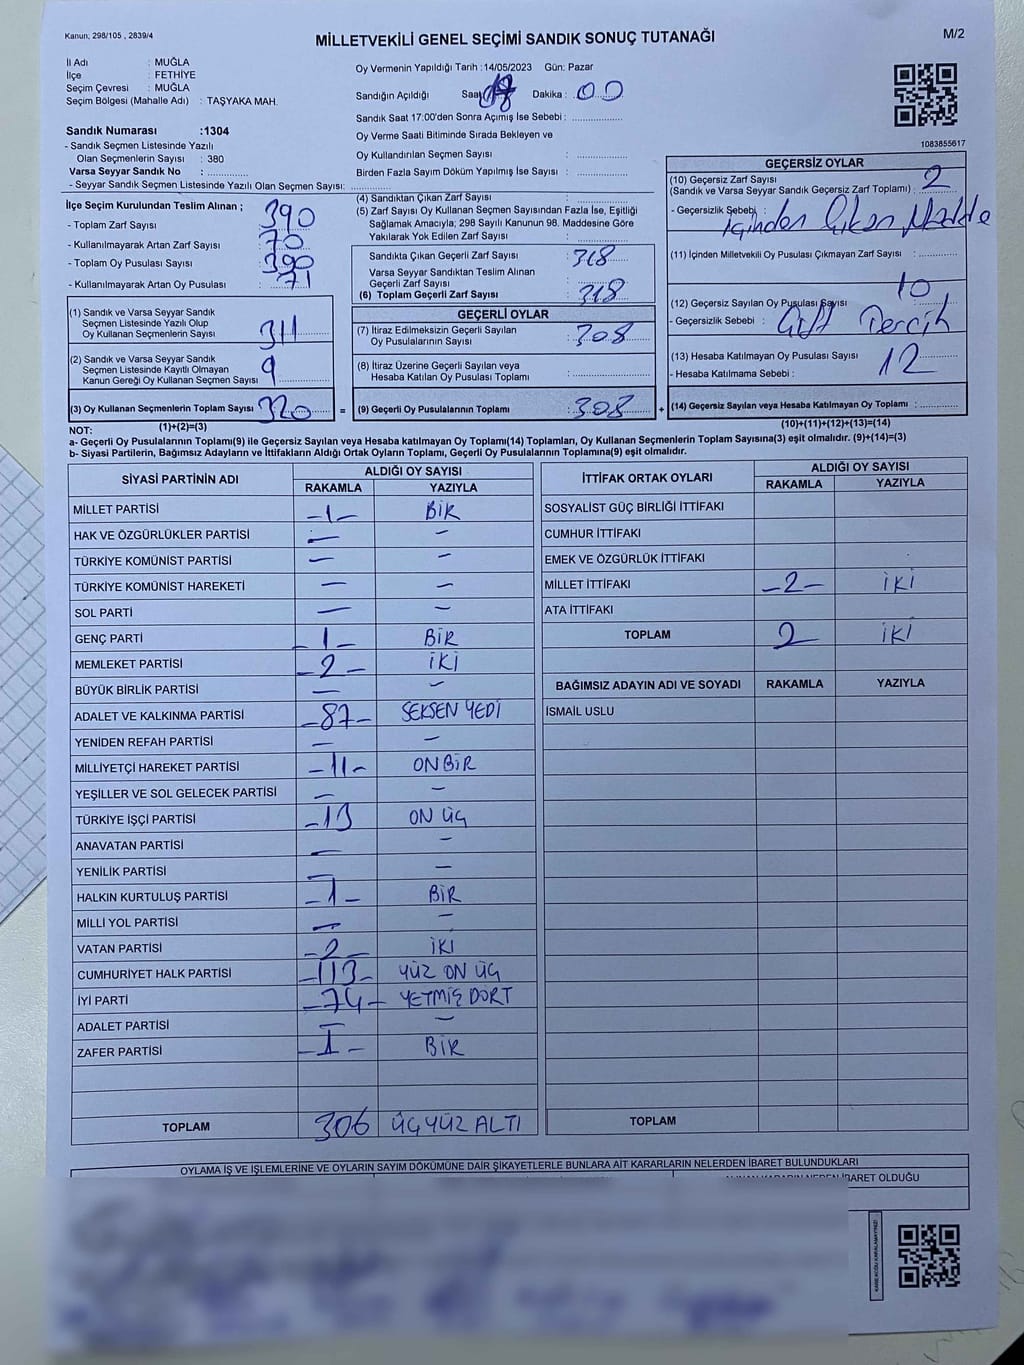 Kanun; 298/105 , 2839/4
MİLLETVEKİLİ GENEL SEÇİMİ SANDIK SONUÇ TUTANAĞI
M/2
İl Adı : MUĞLA
İlçe : FETHİYE
Seçim Çevresi : MUĞLA
Seçim Bölgesi (Mahalle Adı) : TAŞYAKA MAH.
Sandık Numarası :1304
- Sandık Seçmen Listesinde Yazılı
Olan Seçmenlerin Sayısı : 380
Varsa Seyyar Sandık No :
- Seyyar Sandık Seçmen Listesinde Yazılı Olan Seçmen Sayısı:
Oy Vermenin Yapıldığı Tarih :14/05/2023 Gün: Pazar
Sandığın Açıldığı Saat Dakika : 00
Sandık Saat 17:00'den Sonra Açımış İse Sebebi :
Oy Verme Saati Bitiminde Sırada Bekleyen ve
Oy Kullandırılan Seçmen Sayısı :
Birden Fazla Sayım Döküm Yapılmış İse Sayısı :
1083855617
İlçe Seçim Kurulundan Teslim Alınan ;
- Toplam Zarf Sayısı : 390
- Kullanılmayarak Artan Zarf Sayısı : 70
- Toplam Oy Pusulası Sayısı : 390
- Kullanılmayarak Artan Oy Pusulası : 71
(1) Sandık ve Varsa Seyyar Sandık
Seçmen Listesinde Yazılı Olup
Oy Kullanan Seçmenlerin Sayısı : 311
(2) Sandık ve Varsa Seyyar Sandık
Seçmen Listesinde Kayıtlı Olmayan
Kanun Gereği Oy Kullanan Seçmen Sayısı : 9
(3) Oy Kullanan Seçmenlerin Toplam Sayısı : 320
(4) Sandıktan Çıkan Zarf Sayısı :
(5) Zarf Sayısı Oy Kullanan Seçmen Sayısından Fazla İse, Eşitliği
Sağlamak Amacıyla; 298 Sayılı Kanunun 98. Maddesine Göre
Yakılarak Yok Edilen Zarf Sayısı :
Sandıkta Çıkan Geçerli Zarf Sayısı : 318
Varsa Seyyar Sandıktan Teslim Alınan
Geçerli Zarf Sayısı :
(6) Toplam Geçerli Zarf Sayısı : 318
GEÇERLİ OYLAR
(7) İtiraz Edilmeksizin Geçerli Sayılan
Oy Pusulalarının Sayısı : 308
(8) İtiraz Üzerine Geçerli Sayılan veya
Hesaba Katılan Oy Pusulası Toplamı :
= (9) Geçerli Oy Pusulalarının Toplamı : 308
GEÇERSİZ OYLAR
(10) Geçersiz Zarf Sayısı
(Sandık ve Varsa Seyyar Sandık Geçersiz Zarf Toplamı) : 2
- Geçersizlik Sebebi : İçinden Çıkan Madde
(11) İçinden Milletvekili Oy Pusulası Çıkmayan Zarf Sayısı :
(12) Geçersiz Sayılan Oy Pusulası Sayısı : 10
- Geçersizlik Sebebi : Çift Tercih
(13) Hesaba Katılmayan Oy Pusulası Sayısı : 12
- Hesaba Katılmama Sebebi :
+ (14) Geçersiz Sayılan veya Hesaba Katılmayan Oy Toplamı :
NOT: (1)+(2)=(3)
(10)+(11)+(12)+(13)=(14)
a- Geçerli Oy Pusulalarının Toplamı(9) ile Geçersiz Sayılan veya Hesaba katılmayan Oy Toplamı(14) Toplamları, Oy Kullanan Seçmenlerin Toplam Sayısına(3) eşit olmalıdır. (9)+(14)=(3)
b- Siyasi Partilerin, Bağımsız Adayların ve İttifakların Aldığı Ortak Oyların Toplamı, Geçerli Oy Pusulalarının Toplamına(9) eşit olmalıdır.
SİYASİ PARTİNİN ADI
ALDIĞI OY SAYISI
RAKAMLA YAZIYLA
MİLLET PARTİSİ -1- BİR
HAK VE ÖZGÜRLÜKLER PARTİSİ — —
TÜRKİYE KOMÜNİST PARTİSİ — —
TÜRKİYE KOMÜNİST HAREKETİ — —
SOL PARTİ — —
GENÇ PARTİ -1- BİR
MEMLEKET PARTİSİ -2- İKİ
BÜYÜK BİRLİK PARTİSİ — —
ADALET VE KALKINMA PARTİSİ -87- SEKSEN YEDİ
YENİDEN REFAH PARTİSİ — —
MİLLİYETÇİ HAREKET PARTİSİ -11- ONBİR
YEŞİLLER VE SOL GELECEK PARTİSİ — —
TÜRKİYE İŞÇİ PARTİSİ -13 ON ÜÇ
ANAVATAN PARTİSİ — —
YENİLİK PARTİSİ — —
HALKIN KURTULUŞ PARTİSİ -1- BİR
MİLLİ YOL PARTİSİ — —
VATAN PARTİSİ -2- İKİ
CUMHURİYET HALK PARTİSİ -113- YÜZ ON ÜÇ
İYİ PARTİ -74- YETMİŞ DÖRT
ADALET PARTİSİ — —
ZAFER PARTİSİ -1- BİR
TOPLAM 306 ÜÇ YÜZ ALTI
İTTİFAK ORTAK OYLARI
ALDIĞI OY SAYISI
RAKAMLA YAZIYLA
SOSYALİST GÜÇ BİRLİĞİ İTTİFAKI
CUMHUR İTTİFAKI
EMEK VE ÖZGÜRLÜK İTTİFAKI
MİLLET İTTİFAKI -2- İKİ
ATA İTTİFAKI
TOPLAM 2 İKİ
BAĞIMSIZ ADAYIN ADI VE SOYADI RAKAMLA YAZIYLA
İSMAİL USLU
TOPLAM
OYLAMA İŞ VE İŞLEMLERİNE VE OYLARIN SAYIM DÖKÜMÜNE DAİR ŞİKAYETLERLE BUNLARA AİT KARARLARIN NELERDEN İBARET BULUNDUKLARI
İBARET OLDUĞU
KAREKODU KARALAMAYINIZ!